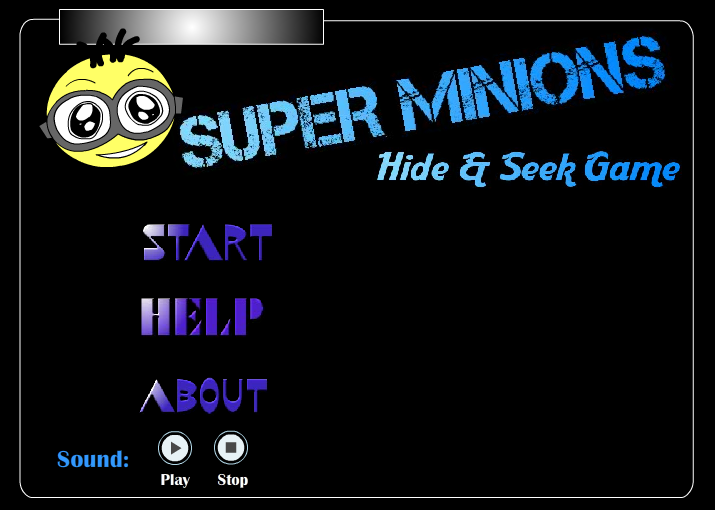 SUPER MINIONS
Hide & Seek Game
START
HELP
ABOUT
Sound:
Play Stop